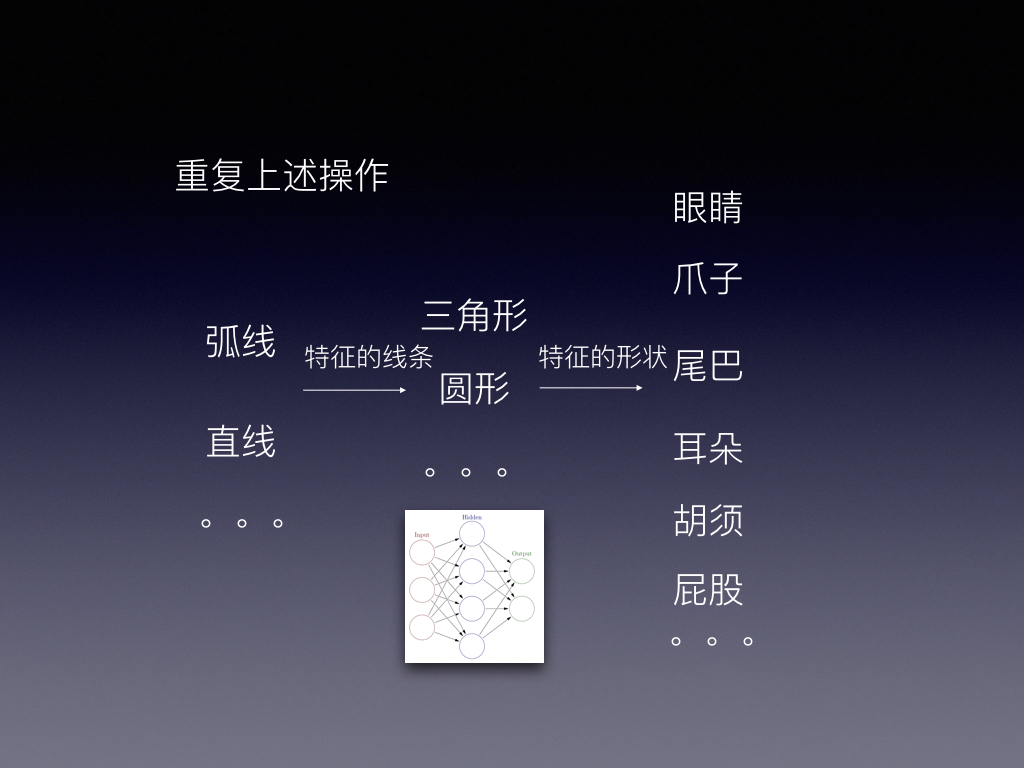 重复上述操作
弧线
直线
。。。
特征的线条
三角形
圆形
。。。
特征的形状
眼睛
爪子
尾巴
耳朵
胡须
屁股
。。。
Input
Hidden
Output